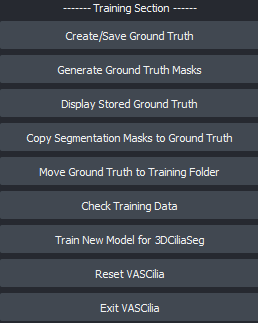 ------- Training Section ------
Create/Save Ground Truth
Generate Ground Truth Masks
Display Stored Ground Truth
Copy Segmentation Masks to Ground Truth
Move Ground Truth to Training Folder
Check Training Data
Train New Model for 3DCiliaSeg
Reset VASCilia
Exit VASCilia